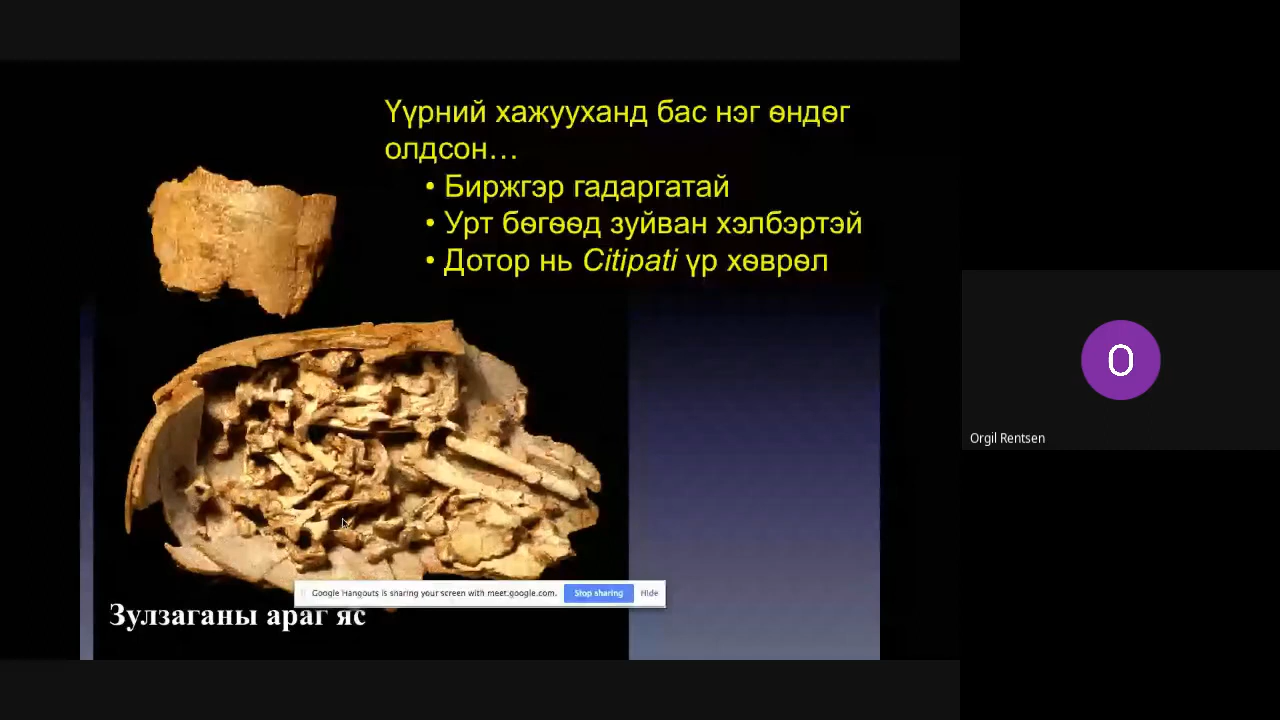 Үүрний хажууханд бас нэг өндөг
олдсон…
• Биржгэр гадаргатай
• Урт бөгөөд зуйван хэлбэртэй
• Дотор нь Citipati үр хөврөл
O
Orgil Rentsen
Google Hangouts is sharing your screen with meet.google.com. Stop sharing Hide
Зулзаганы араг яс